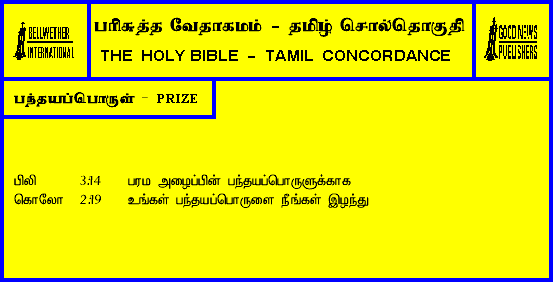 BELLWETHER
INTERNATIONAL
பரிசுத்த வேதாகமம் - தமிழ் சொல்தொகுதி
THE HOLY BIBLE - TAMIL CONCORDANCE
GOOD NEWS
PUBLISHERS
பந்தயப்பொருள் - PRIZE
பிலி 3:14 பரம அழைப்பின் பந்தயப்பொருளுக்காக
கொலோ 2:19 உங்கள் பந்தயப்பொருளை நீங்கள் இழந்து